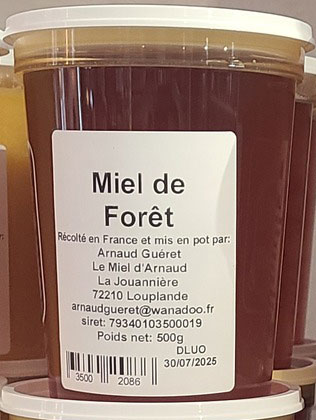 Miel de
Forêt
Récolté en France et mis en pot par:
Arnaud Guéret
Le Miel d'Arnaud
La Jouannière
72210 Louplande
arnaudgueret@wanadoo.fr
siret: 79340103500019
Poids net: 500g
DLUO
30/07/2025
3500 2086